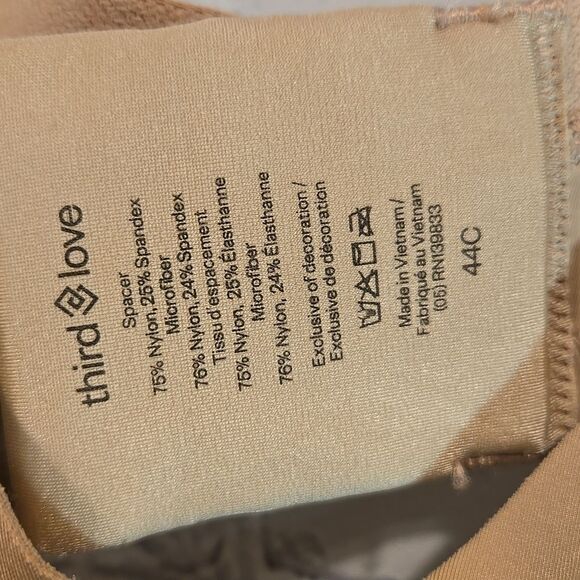 third love
Spacer
75% Nylon, 25% Spandex
Microfiber
76% Nylon, 24% Spandex
Tissu d'espacement
75% Nylon, 25% Élasthanne
Microfiber
76% Nylon, 24% Élasthanne
Exclusive of decoration /
Exclusive de décoration
Made in Vietnam /
Fabriqué au Vietnam
(05) RN139833
44C